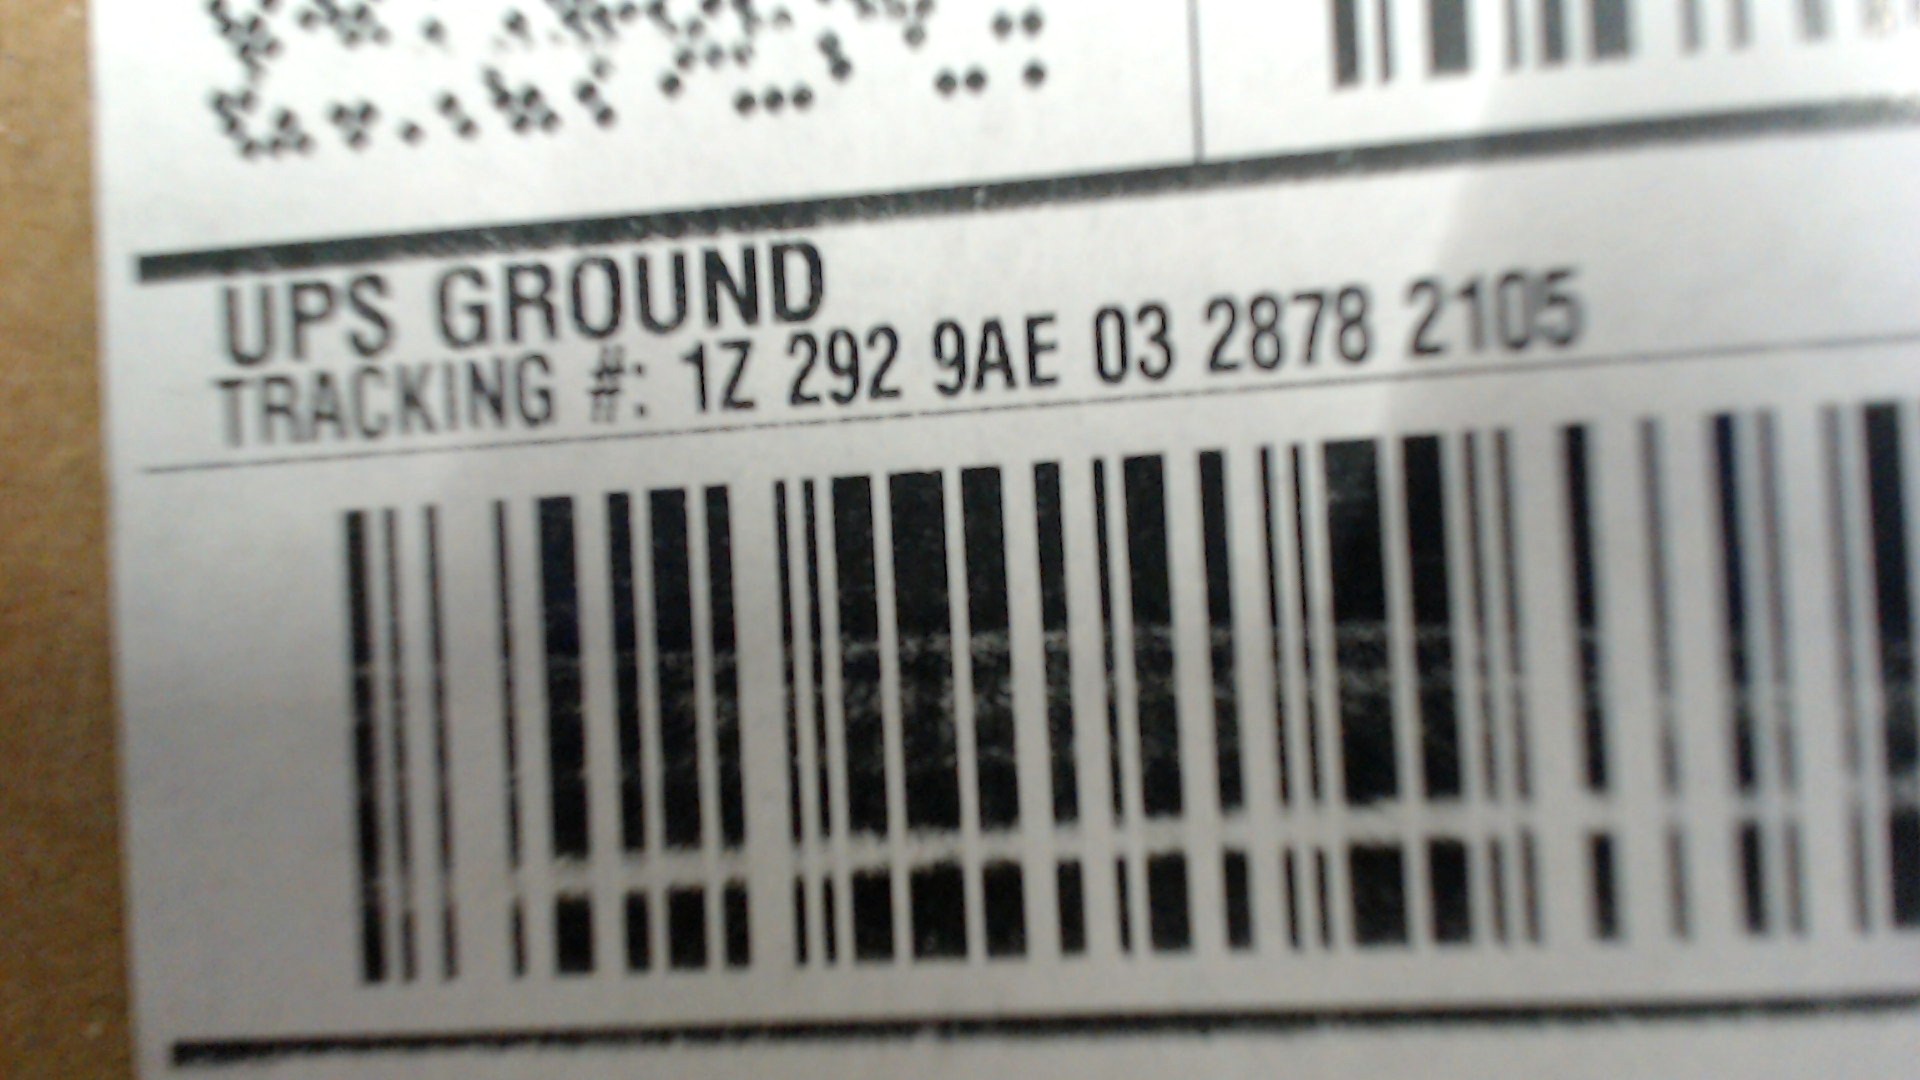 UPS GROUND
TRACKING #: 1Z 292 9AE 03 2878 2105